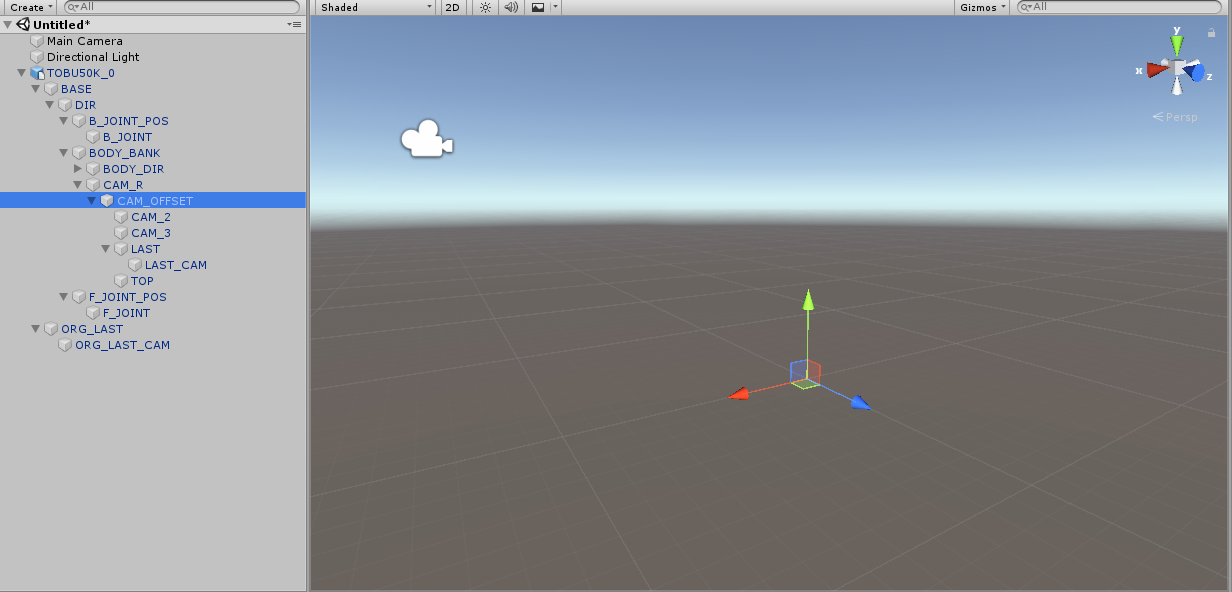 Create All
Untitled*
Main Camera
Directional Light
TOBU50K_0
BASE
DIR
B_JOINT_POS
B_JOINT
BODY_BANK
BODY_DIR
CAM_R
CAM_OFFSET
CAM_2
CAM_3
LAST
LAST_CAM
TOP
F_JOINT_POS
F_JOINT
ORG_LAST
ORG_LAST_CAM
Shaded 2D Gizmos All
y
x
z
Persp